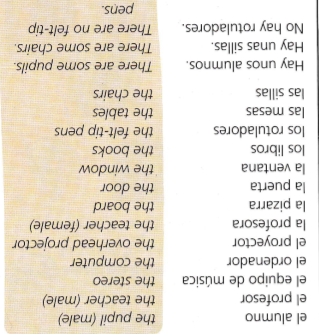 el alumno the pupil (male)
el profesor the teacher (male)
el equipo de música the stereo
el ordenador the computer
el proyector the overhead projector
la profesora the teacher (female)
la pizarra the board
la puerta the door
la ventana the window
los libros the books
los rotuladores the felt-tip pens
las mesas the tables
las sillas the chairs
Hay unos alumnos. There are some pupils.
Hay unas sillas. There are some chairs.
No hay rotuladores. There are no felt-tip
pens.